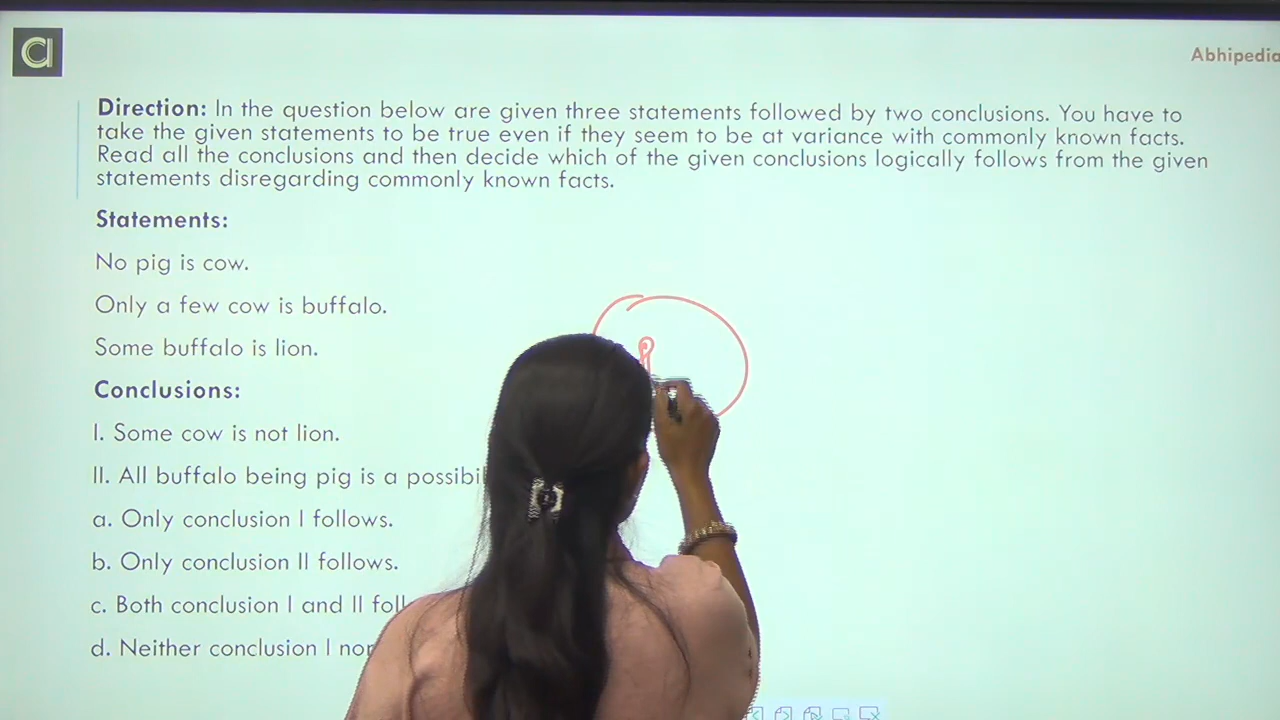 Abhipedia
Direction: In the question below are given three statements followed by two conclusions. You have to
take the given statements to be true even if they seem to be at variance with commonly known facts.
Read all the conclusions and then decide which of the given conclusions logically follows from the given
statements disregarding commonly known facts.
Statements:
No pig is cow.
Only a few cow is buffalo.
Some buffalo is lion.
Conclusions:
I. Some cow is not lion.
II. All buffalo being pig is a
a. Only conclusion I follows.
b. Only conclusion II follows.
c. Both conclusion I and II
d. Neither conclusion I